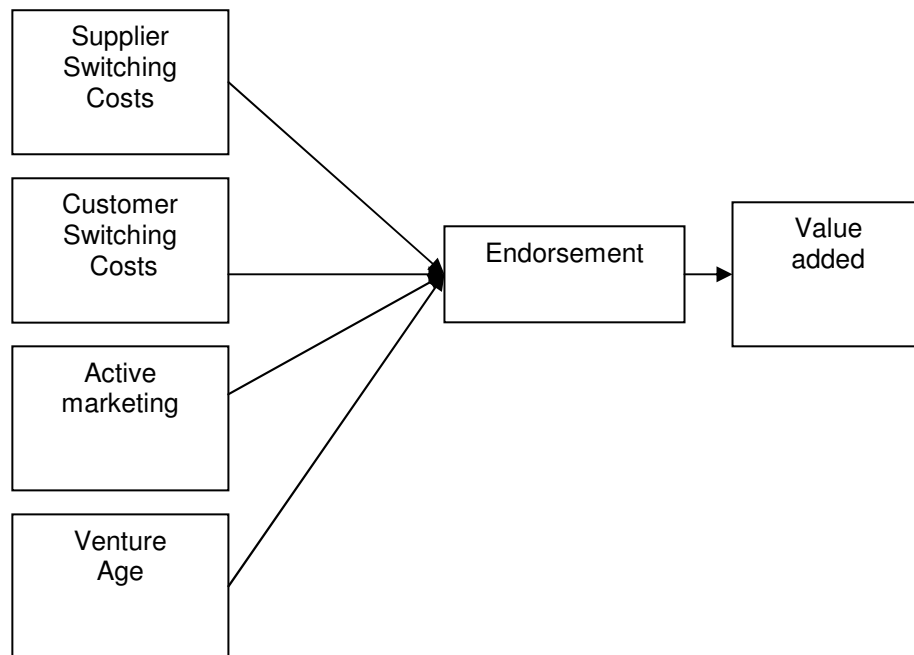 Supplier
Switching
Costs
Customer
Switching
Costs
Active
marketing
Venture
Age
Endorsement
Value
added